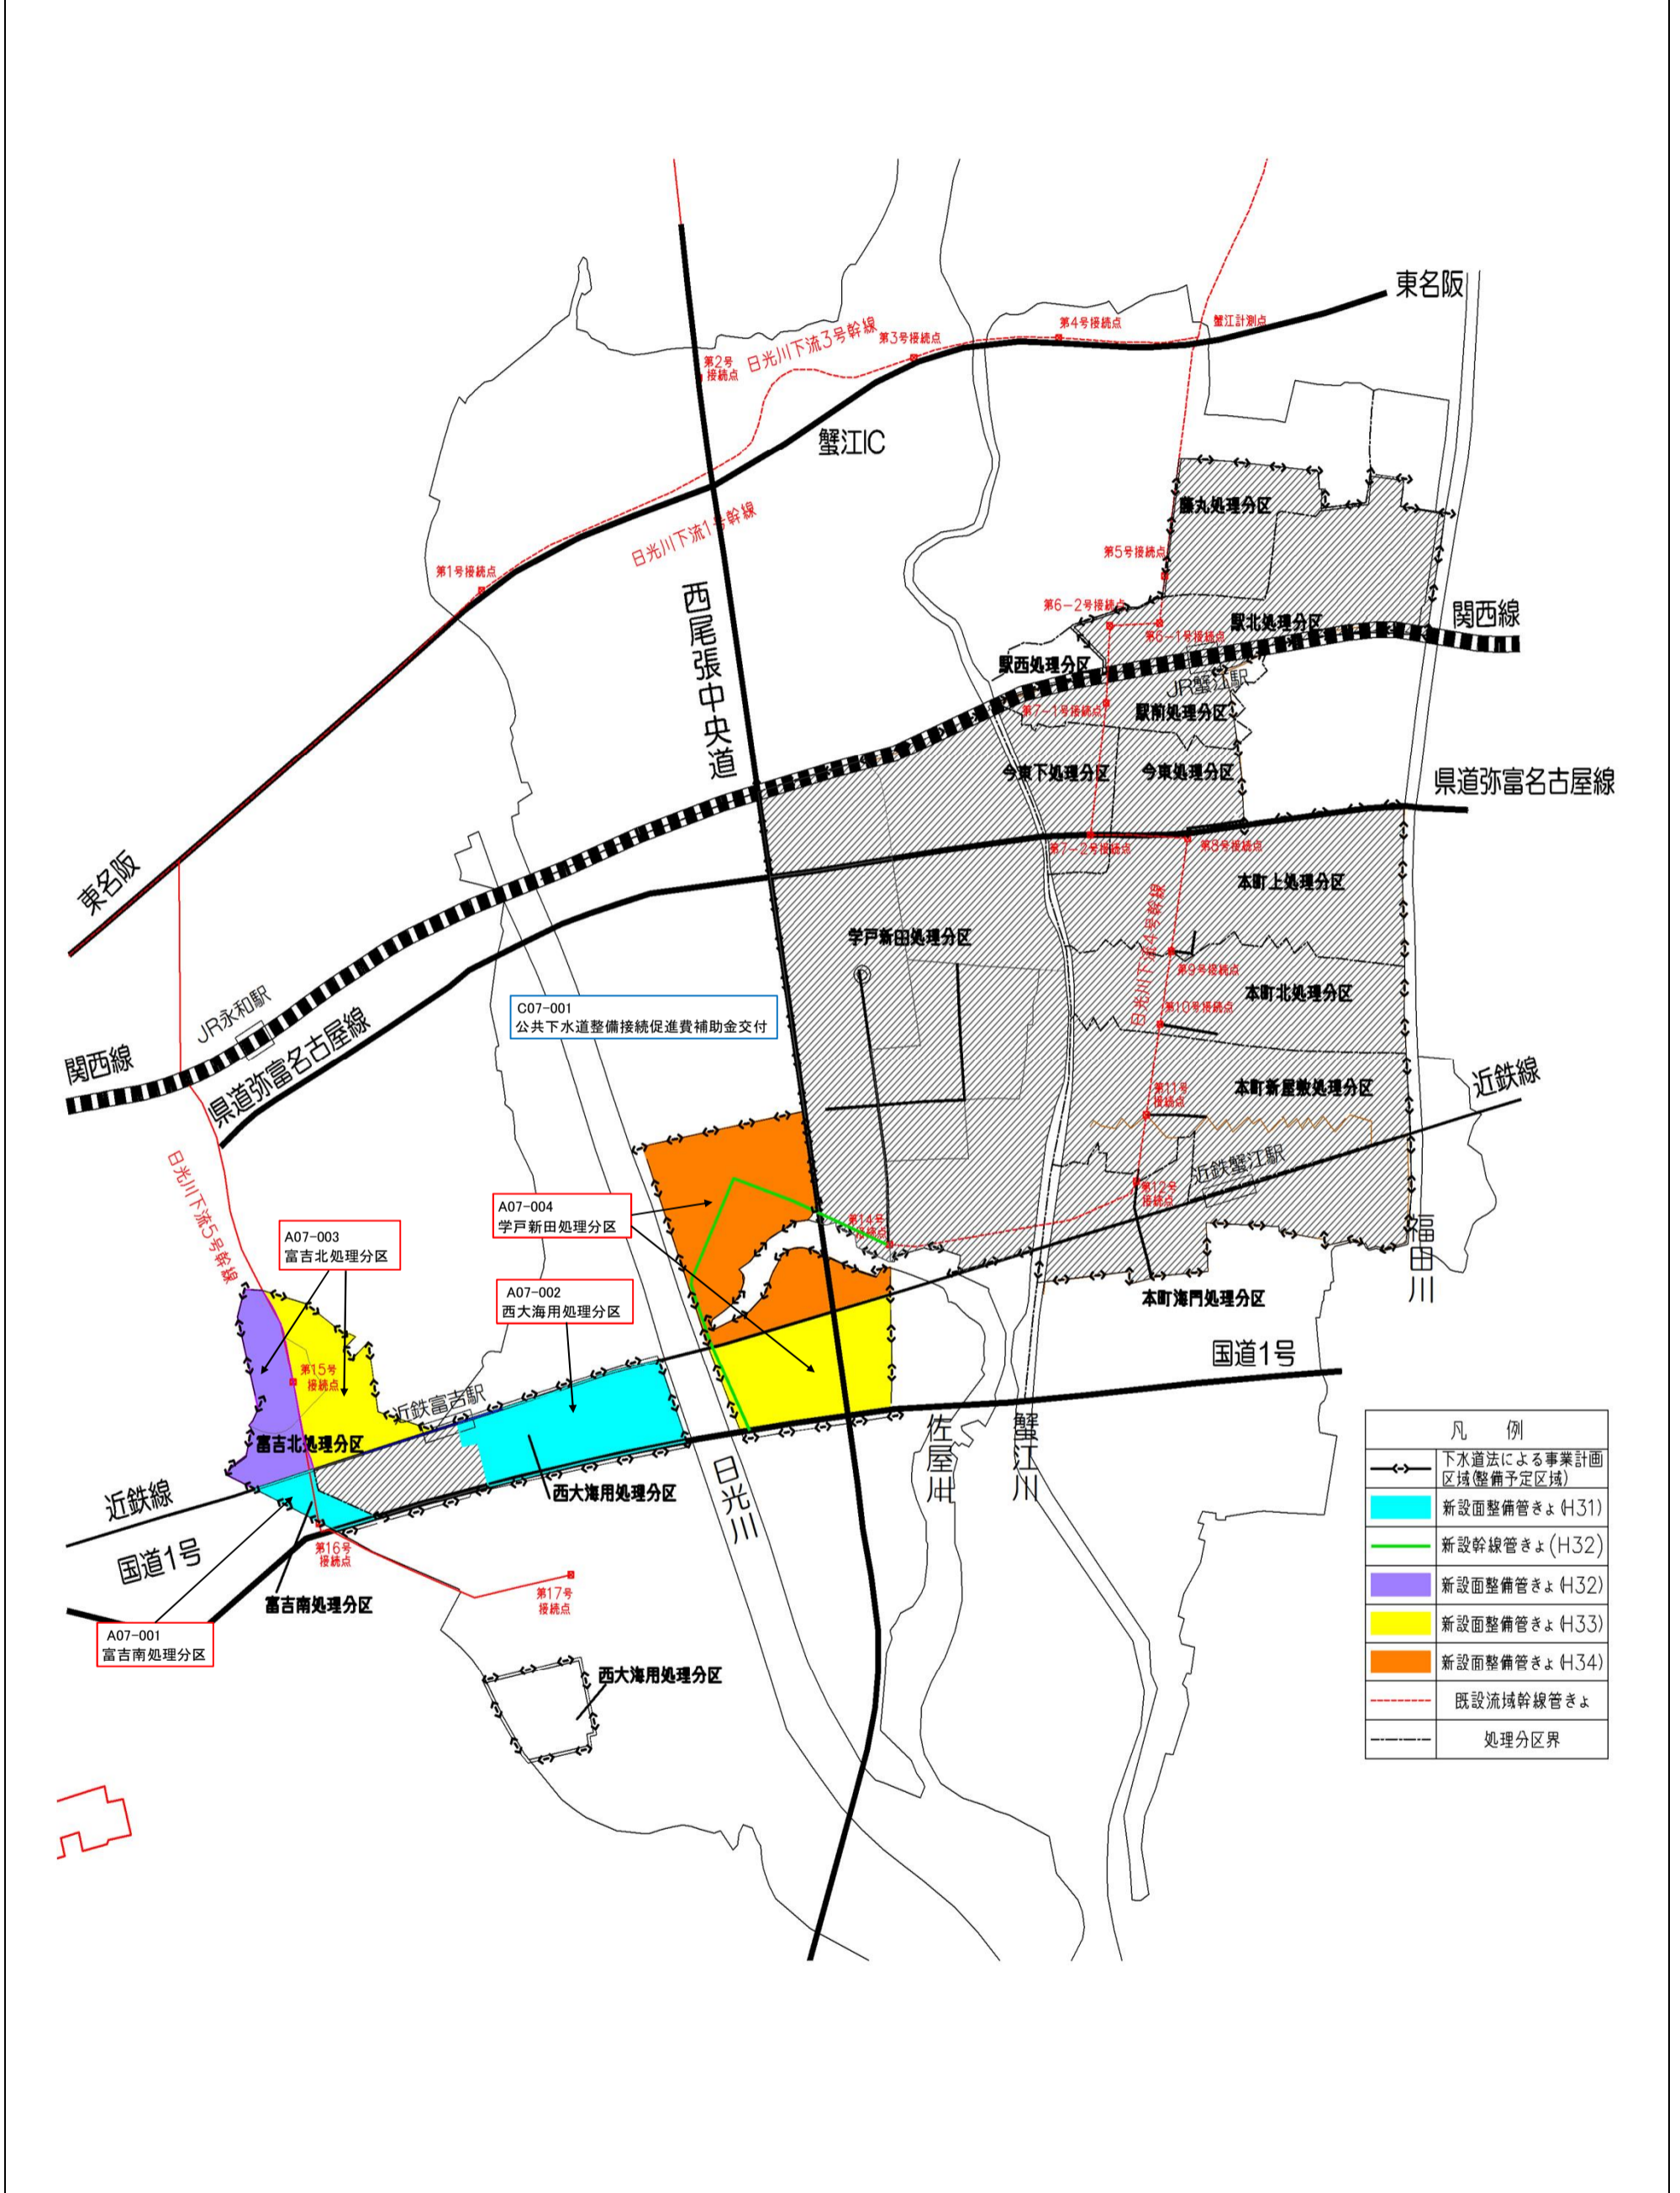 東名阪
蟹江計測点
第4号接続点
第3号接続点
日光川下流3号幹線
第2号
接続点
蟹江IC
日光川下流1号幹線
第1号接続点
藤丸処理分区
第5号接続点
西尾張中央道
第6-2号接続点
駅北処理分区
関西線
第6-1号接続点
駅西処理分区
JR蟹江駅
第7-1号接続点
駅前処理分区
今東下処理分区
今東処理分区
県道弥富名古屋線
第7-2号接続点
第8号接続点
東名阪
本町上処理分区
日光川下流4号幹線
学戸新田処理分区
第9号接続点
本町北処理分区
JR永和駅
C07-001
公共下水道整備接続促進費補助金交付
第10号接続点
関西線
県道弥富名古屋線
近鉄線
本町新屋敷処理分区
第11号
接続点
日光川下流5号幹線
近鉄蟹江駅
第12号
接続点
A07-004
学戸新田処理分区
第14号
接続点
福田川
A07-003
富吉北処理分区
A07-002
西大海用処理分区
本町海門処理分区
国道1号
第15号
接続点
近鉄富吉駅
富吉北処理分区
佐屋川
蟹江川
日光川
西大海用処理分区
近鉄線
国道1号
第16号
接続点
第17号
接続点
富吉南処理分区
A07-001
富吉南処理分区
西大海用処理分区
凡 例
下水道法による事業計画
区域(整備予定区域)
新設面整備管きょ(H31)
新設幹線管きょ(H32)
新設面整備管きょ(H32)
新設面整備管きょ(H33)
新設面整備管きょ(H34)
既設流域幹線管きょ
処理分区界